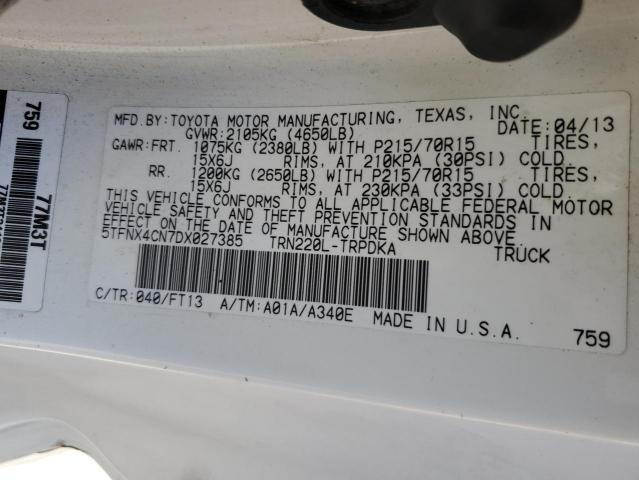 MFD.BY:TOYOTA MOTOR MANUFACTURING, TEXAS, INC.
GVWR:2105KG (4650LB) DATE:04/13
GAWR:FRT. 1075KG (2380LB) WITH P215/70R15 TIRES,
15X6J RIMS, AT 210KPA (30PSI) COLD.
RR. 1200KG (2650LB) WITH P215/70R15 TIRES,
15X6J RIMS, AT 230KPA (33PSI) COLD.
THIS VEHICLE CONFORMS TO ALL APPLICABLE FEDERAL MOTOR
VEHICLE SAFETY AND THEFT PREVENTION STANDARDS IN
EFFECT ON THE DATE OF MANUFACTURE SHOWN ABOVE.
5TFNX4CN7DX027385 TRN220L-TRPDKA TRUCK
C/TR:040/FT13 A/TM:A01A/A340E MADE IN U.S.A.
759
759
77M3T